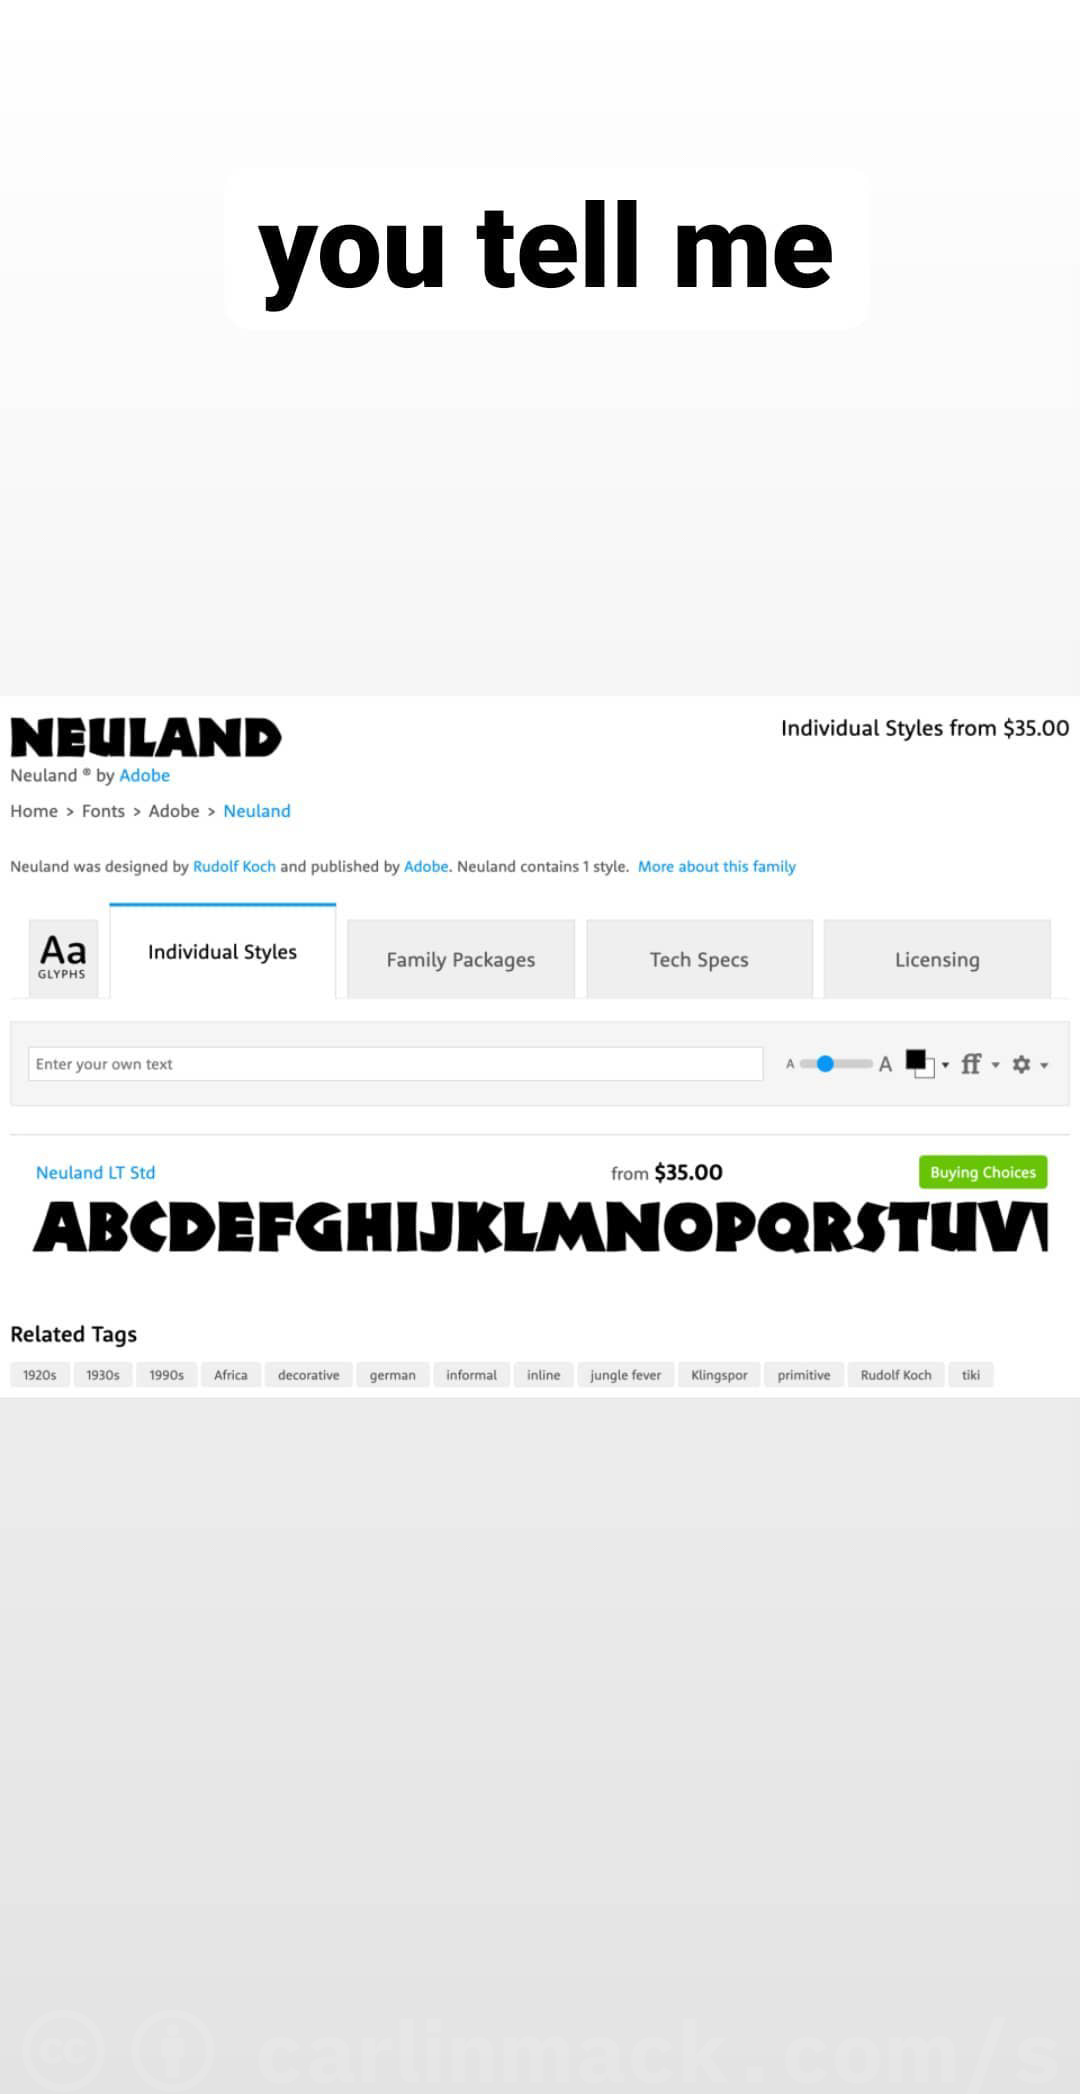 you tell me
NEULAND
Individual Styles from $35.00
Neuland ® by Adobe
Home > Fonts > Adobe > Neuland
Neuland was designed by Rudolf Koch and published by Adobe. Neuland contains 1 style. More about this family
Aa
GLYPHS
Individual Styles
Family Packages
Tech Specs
Licensing
Enter your own text
A A ff
Neuland LT Std
from $35.00
Buying Choices
ABCDEFGHIJKLMNOPQRSTUV
Related Tags
1920s 1930s 1990s Africa decorative german informal inline jungle fever Klingspor primitive Rudolf Koch tiki
cc carlinmack.com/s